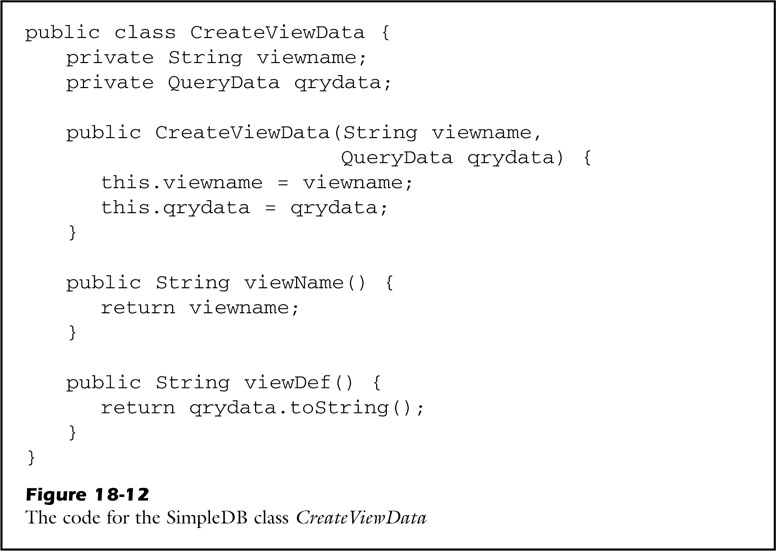 public class CreateViewData {
private String viewname;
private QueryData qrydata;
public CreateViewData(String viewname,
QueryData qrydata) {
this.viewname = viewname;
this.qrydata = qrydata;
}
public String viewName() {
return viewname;
}
public String viewDef() {
return qrydata.toString();
}
}
Figure 18-12
The code for the SimpleDB class CreateViewData